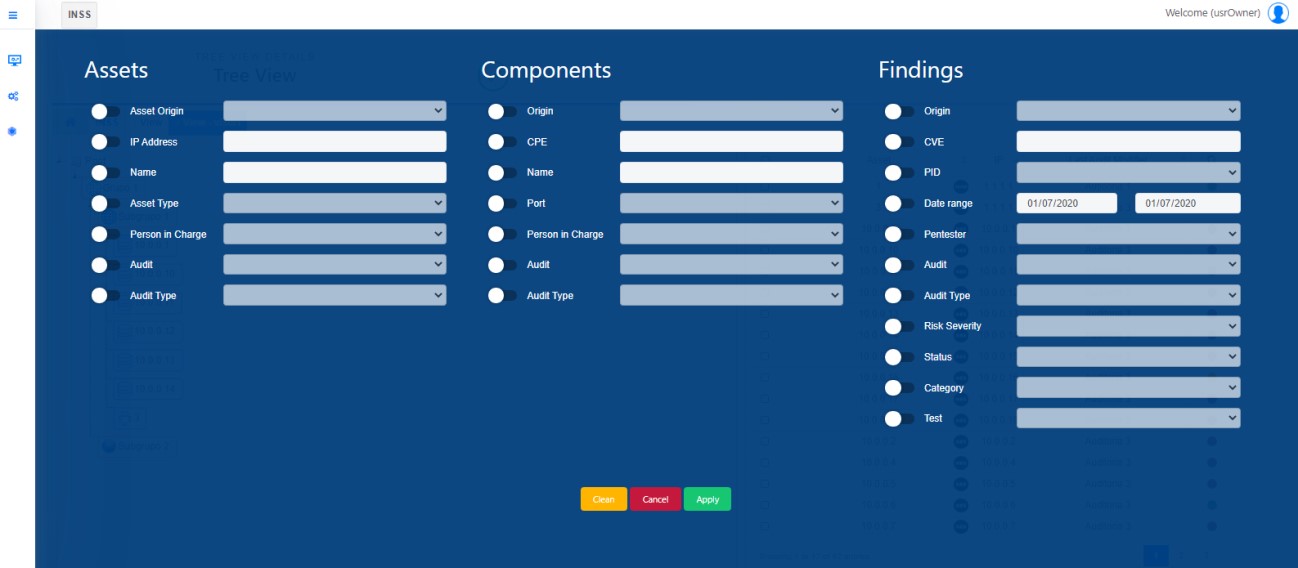 INSS
Welcome (usrOwner)
Tree View
Assets
Asset Origin
IP Address
Name
Asset Type
Person in Charge
Audit
Audit Type
Components
Origin
CPE
Name
Port
Person in Charge
Audit
Audit Type
Findings
Origin
CVE
PID
Date range 01/07/2020 01/07/2020
Pentester
Audit
Audit Type
Risk Severity
Status
Category
Test
Clean Cancel Apply